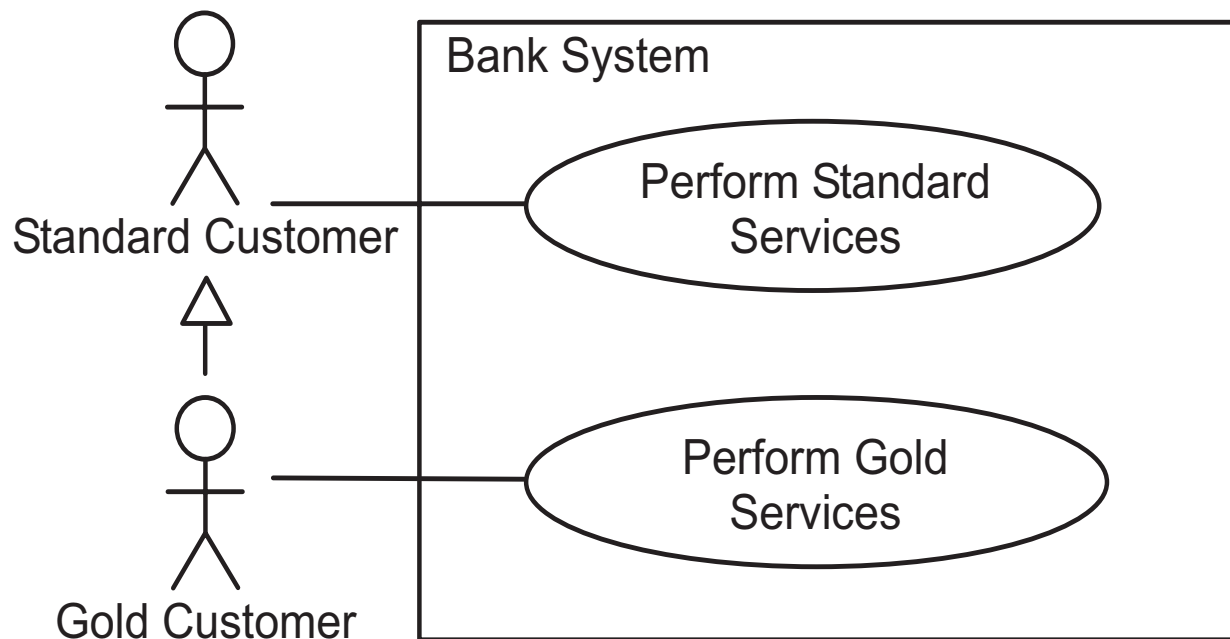 Bank System
Perform Standard
Services
Standard Customer
Perform Gold
Services
Gold Customer